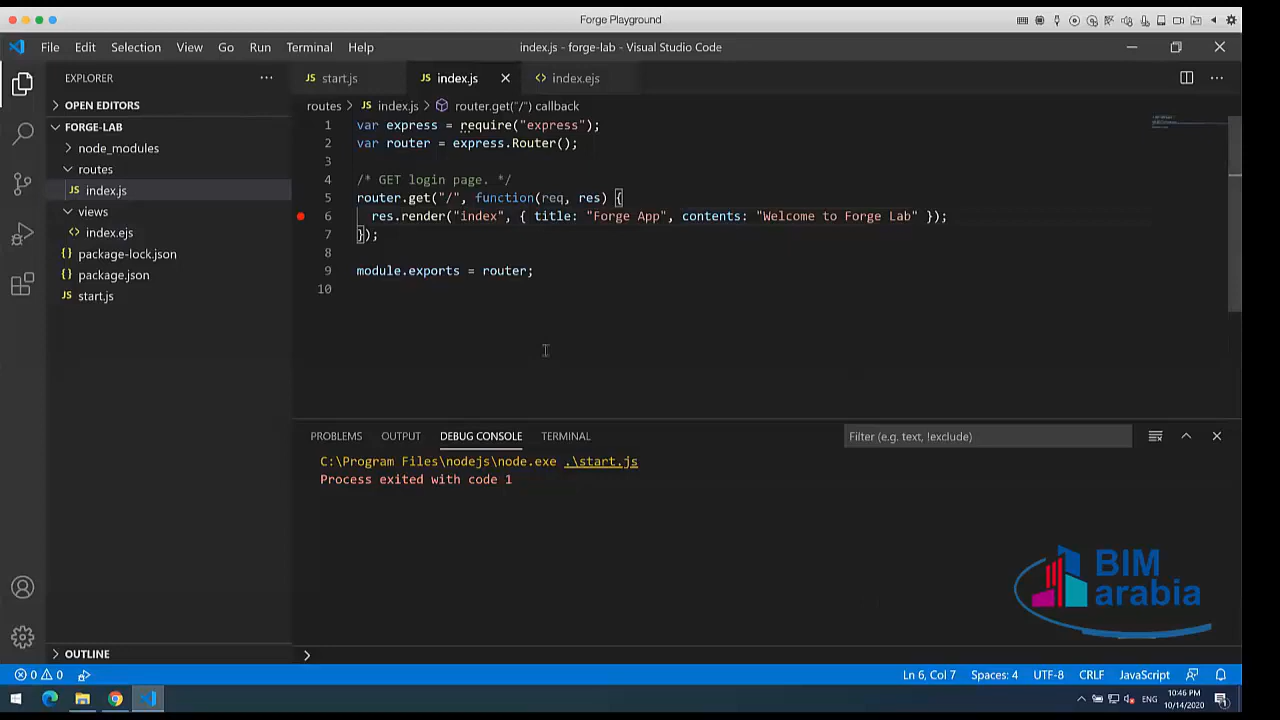 Forge Playground
File Edit Selection View Go Run Terminal Help
index.js - forge-lab - Visual Studio Code
EXPLORER
OPEN EDITORS
FORGE-LAB
node_modules
routes
JS index.js
views
<> index.ejs
{} package-lock.json
{} package.json
JS start.js
OUTLINE
JS start.js
JS index.js
<> index.ejs
routes > JS index.js > router.get("/") callback
1 var express = require("express");
2 var router = express.Router();
3
4 /* GET login page. */
5 router.get("/", function(req, res) {
6 res.render("index", { title: "Forge App", contents: "Welcome to Forge Lab" });
7 });
8
9 module.exports = router;
10
PROBLEMS OUTPUT DEBUG CONSOLE TERMINAL
Filter (e.g. text, !exclude)
C:\Program Files\nodejs\node.exe .\start.js
Process exited with code 1
BIM
arabia
0 0
Ln 6, Col 7 Spaces: 4 UTF-8 CRLF JavaScript
ENG
10:46 PM
10/14/2020